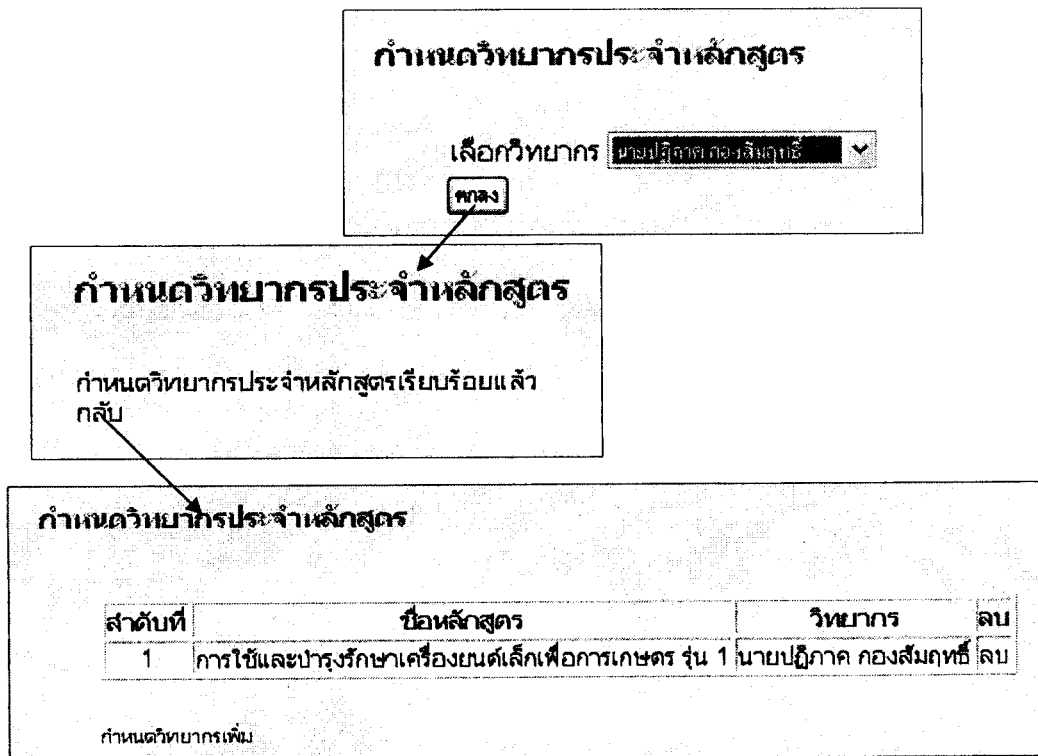 กำหนดวิทยากรประจำหลักสูตร
เลือกวิทยากร นายปฏิภาค กองสัมฤทธิ์
ตกลง
กำหนดวิทยากรประจำหลักสูตร
กำหนดวิทยากรประจำหลักสูตรเรียบร้อยแล้ว
กลับ
กำหนดวิทยากรประจำหลักสูตร
ลำดับที่ ชื่อหลักสูตร วิทยากร ลบ
1 การใช้และบำรุงรักษาเครื่องยนต์เล็กเพื่อการเกษตร รุ่น 1 นายปฏิภาค กองสัมฤทธิ์ ลบ
กำหนดวิทยากรเพิ่ม